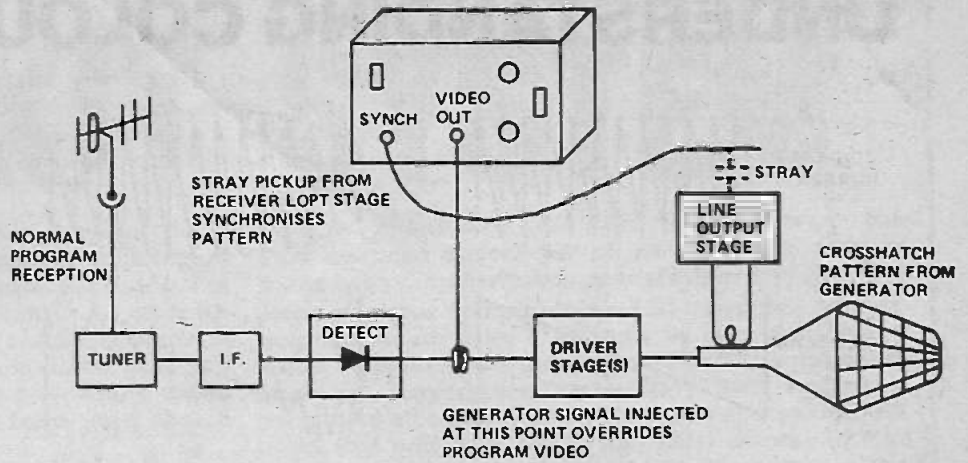 SYNCH
VIDEO
OUT
STRAY PICKUP FROM
RECEIVER LOPT STAGE
SYNCHRONISES
PATTERN
STRAY
LINE
OUTPUT
STAGE
NORMAL
PROGRAM
RECEPTION
CROSSHATCH
PATTERN FROM
GENERATOR
TUNER
I.F.
DETECT
DRIVER
STAGE(S)
GENERATOR SIGNAL INJECTED
AT THIS POINT OVERRIDES
PROGRAM VIDEO